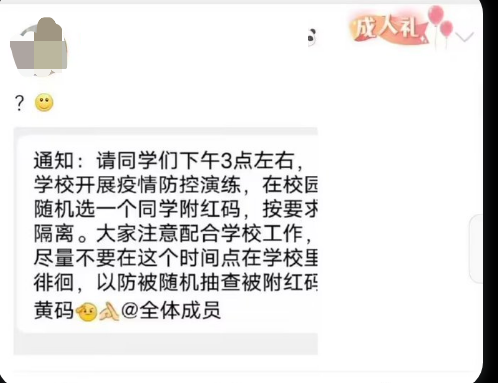 成人礼
？
通知：请同学们下午3点左右，
学校开展疫情防控演练，在校园
随机选一个同学附红码，按要求
隔离。大家注意配合学校工作，
尽量不要在这个时间点在学校里
徘徊，以防被随机抽查被附红码
黄码@全体成员